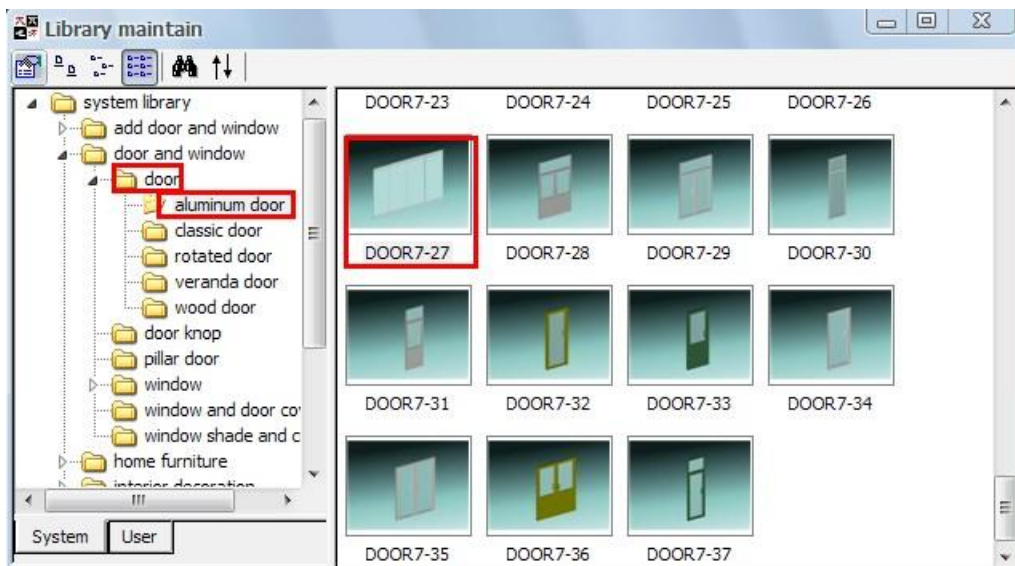 Library maintain
system library
add door and window
door and window
door
aluminum door
classic door
rotated door
veranda door
wood door
door knop
pillar door
window
window and door co
window shade and c
home furniture
interior decoration
System User
DOOR7-23 DOOR7-24 DOOR7-25 DOOR7-26
DOOR7-27 DOOR7-28 DOOR7-29 DOOR7-30
DOOR7-31 DOOR7-32 DOOR7-33 DOOR7-34
DOOR7-35 DOOR7-36 DOOR7-37